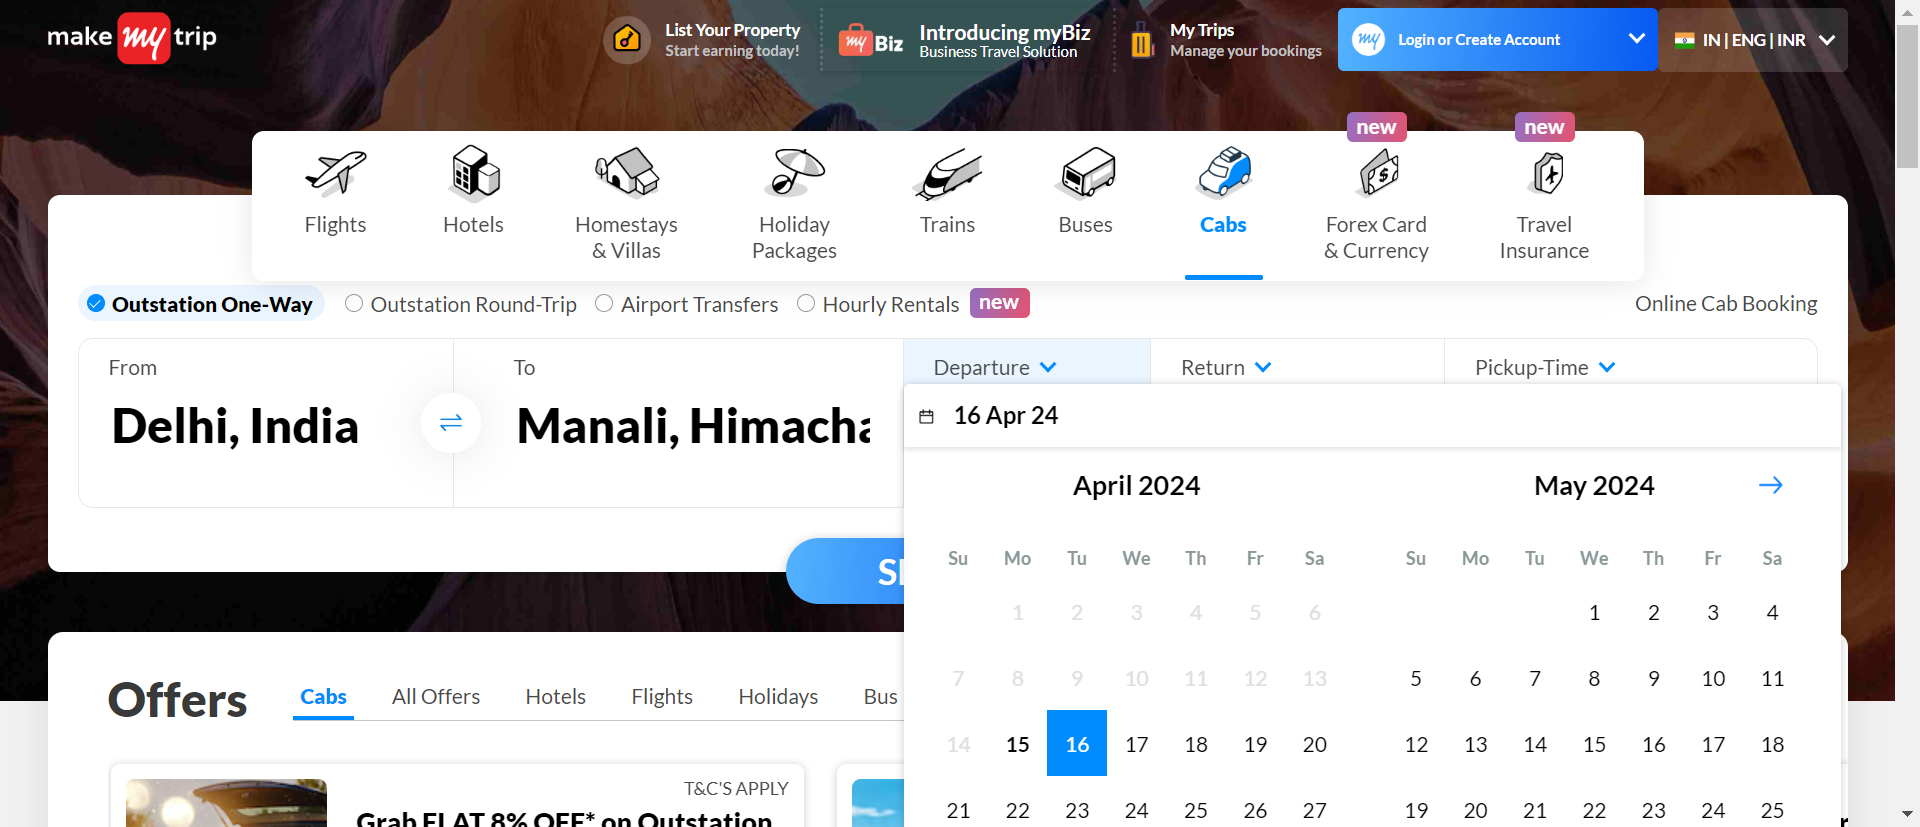 make my trip
List Your Property
Start earning today!
my Biz
Introducing myBiz
Business Travel Solution
My Trips
Manage your bookings
my Login or Create Account
IN | ENG | INR
new
new
Flights
Hotels
Homestays
& Villas
Holiday
Packages
Trains
Buses
Cabs
Forex Card
& Currency
Travel
Insurance
Outstation One-Way
Outstation Round-Trip
Airport Transfers
Hourly Rentals
new
Online Cab Booking
From
Delhi, India
To
Manali, Himacha
Departure
Return
Pickup-Time
16 Apr 24
April 2024
Su Mo Tu We Th Fr Sa
1 2 3 4 5 6
7 8 9 10 11 12 13
14 15 16 17 18 19 20
21 22 23 24 25 26 27
May 2024
Su Mo Tu We Th Fr Sa
1 2 3 4
5 6 7 8 9 10 11
12 13 14 15 16 17 18
19 20 21 22 23 24 25
Offers
Cabs
All Offers
Hotels
Flights
Holidays
Bus
T&C'S APPLY
Grab FLAT 8% OFF* on Outstation